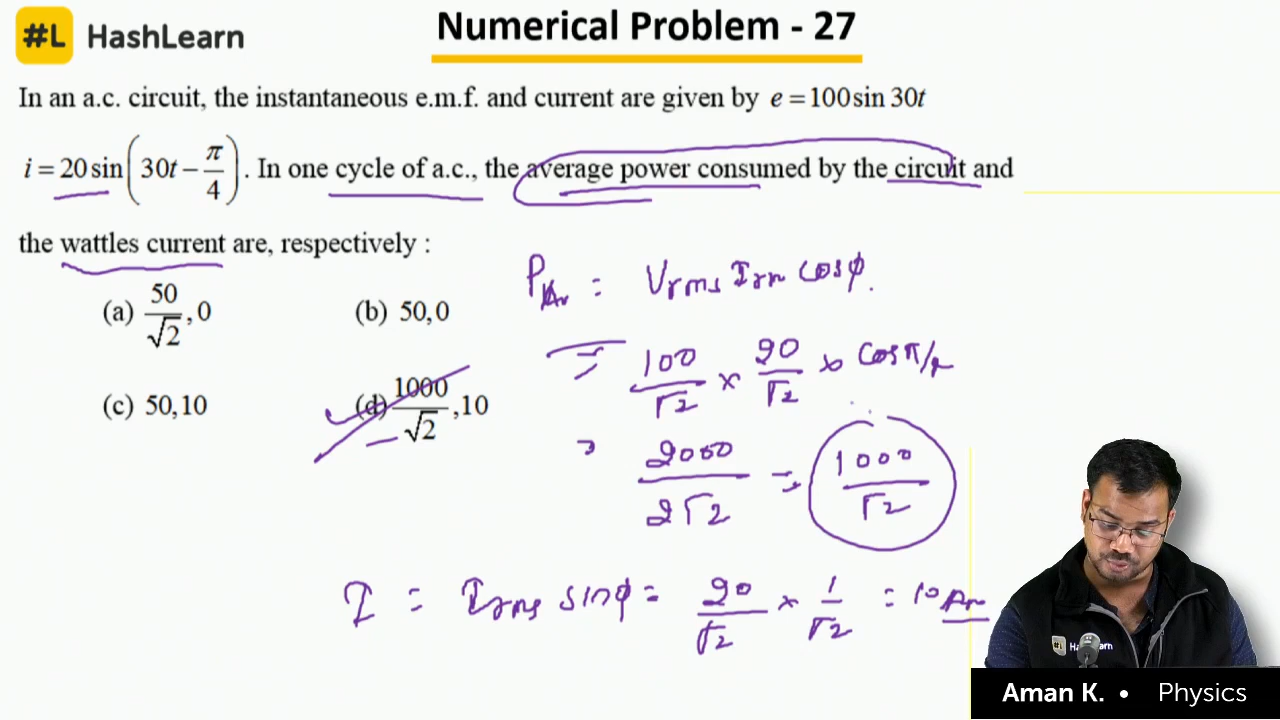 #L HashLearn
Numerical Problem - 27
In an a.c. circuit, the instantaneous e.m.f. and current are given by e = 100 sin 30t
i = 20 sin(30t − π/4). In one cycle of a.c., the average power consumed by the circuit and
the wattles current are, respectively :
(a) 50/√2, 0
(b) 50,0
(c) 50,10
(d) 1000/√2, 10
P = Vrms Irm cosϕ.
= 100/√2 × 20/√2 × cos π/4
2000/2√2 = 1000/√2
I = Irms sinϕ = 20/√2 × 1/√2 = 10
#L HashLearn
Aman K. • Physics